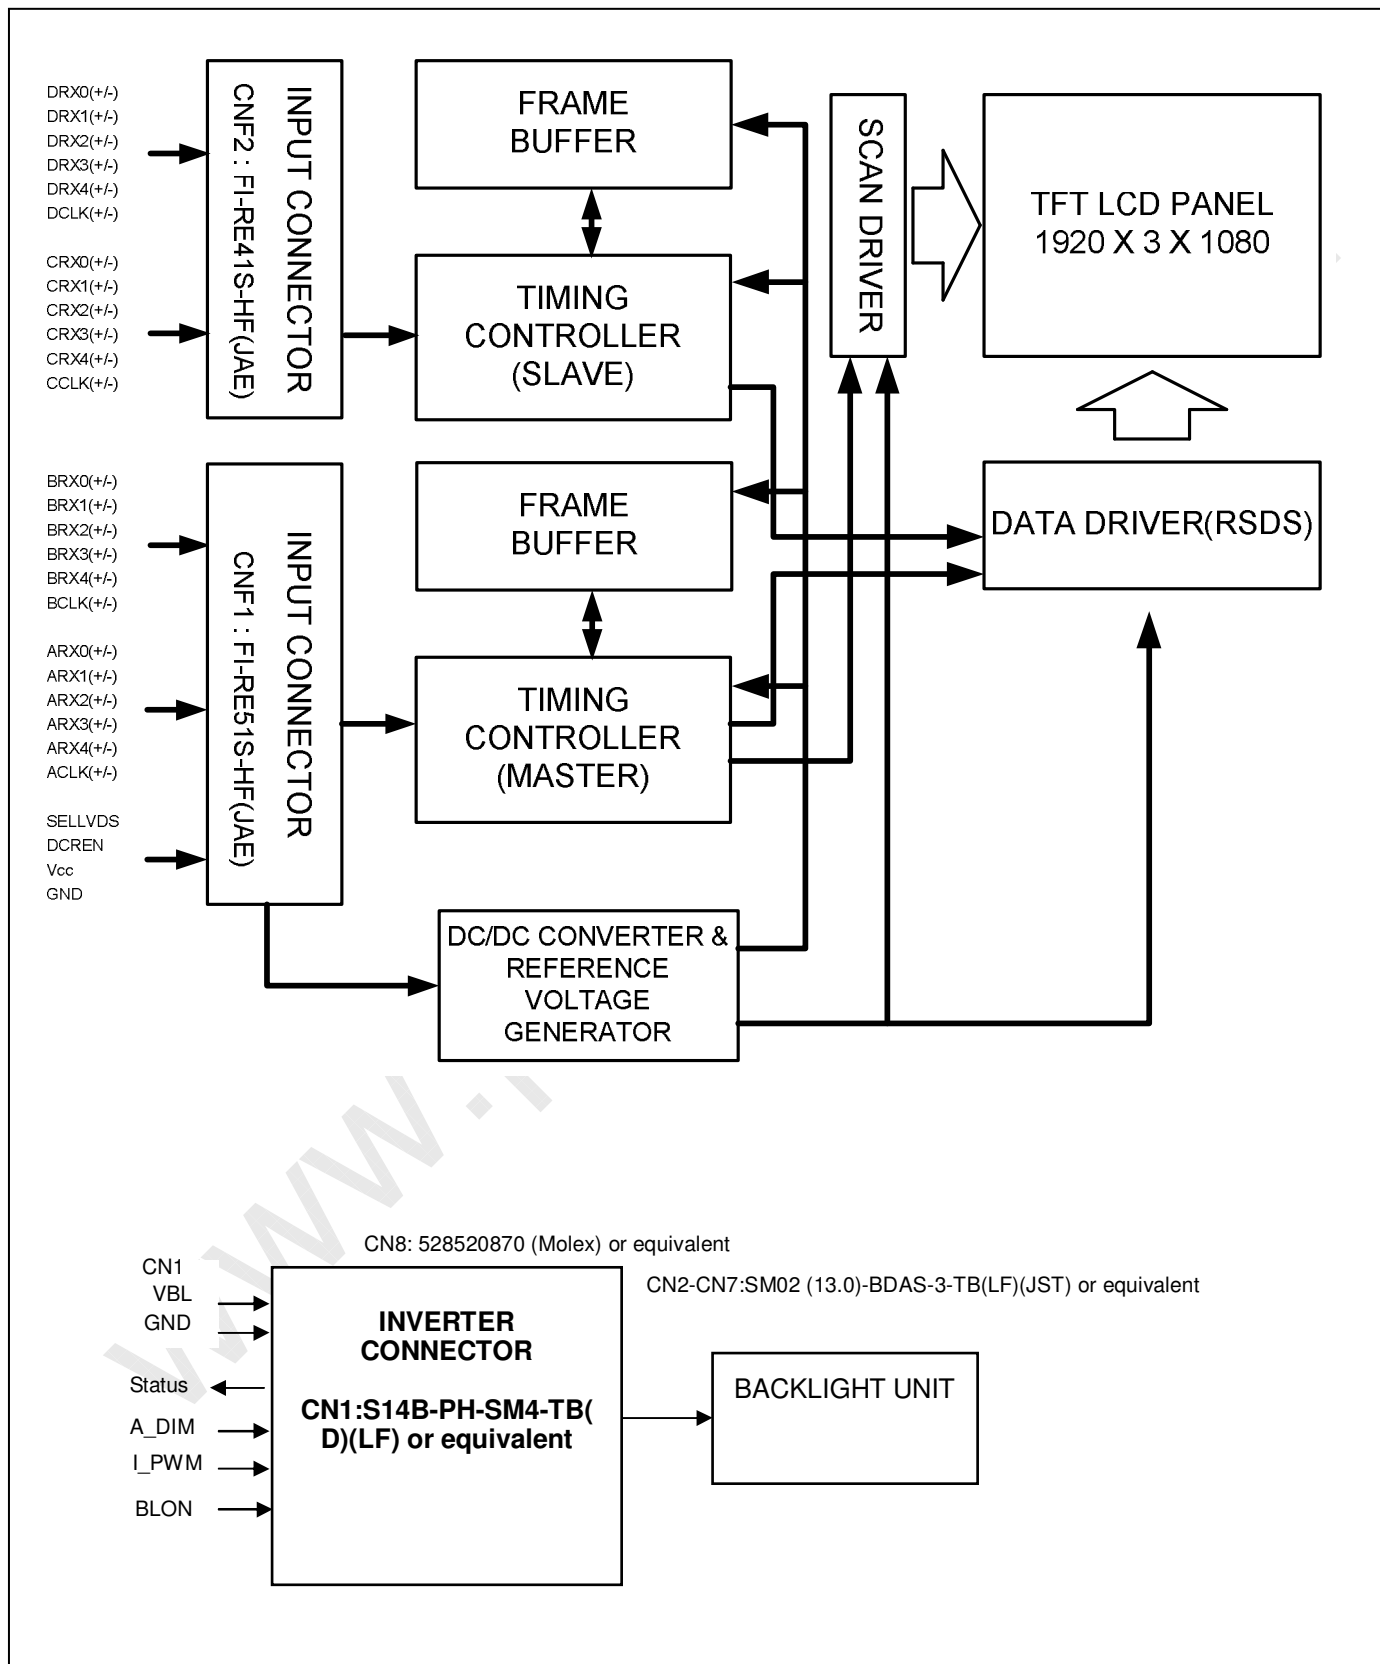 DRX0(+/-)
DRX1(+/-)
DRX2(+/-)
DRX3(+/-)
DRX4(+/-)
DCLK(+/-)
CRX0(+/-)
CRX1(+/-)
CRX2(+/-)
CRX3(+/-)
CRX4(+/-)
CCLK(+/-)
INPUT CONNECTOR
CNF2 : FI-RE41S-HF(JAE)
FRAME
BUFFER
TIMING
CONTROLLER
(SLAVE)
SCAN DRIVER
TFT LCD PANEL
1920 X 3 X 1080
BRX0(+/-)
BRX1(+/-)
BRX2(+/-)
BRX3(+/-)
BRX4(+/-)
BCLK(+/-)
ARX0(+/-)
ARX1(+/-)
ARX2(+/-)
ARX3(+/-)
ARX4(+/-)
ACLK(+/-)
SELLVDS
DCREN
Vcc
GND
INPUT CONNECTOR
CNF1 : FI-RE51S-HF(JAE)
FRAME
BUFFER
TIMING
CONTROLLER
(MASTER)
DATA DRIVER(RSDS)
DC/DC CONVERTER &
REFERENCE
VOLTAGE
GENERATOR
www.
CN8: 528520870 (Molex) or equivalent
CN2-CN7:SM02 (13.0)-BDAS-3-TB(LF)(JST) or equivalent
CN1
VBL
GND
Status
A_DIM
I_PWM
BLON
INVERTER
CONNECTOR
CN1:S14B-PH-SM4-TB(
D)(LF) or equivalent
BACKLIGHT UNIT